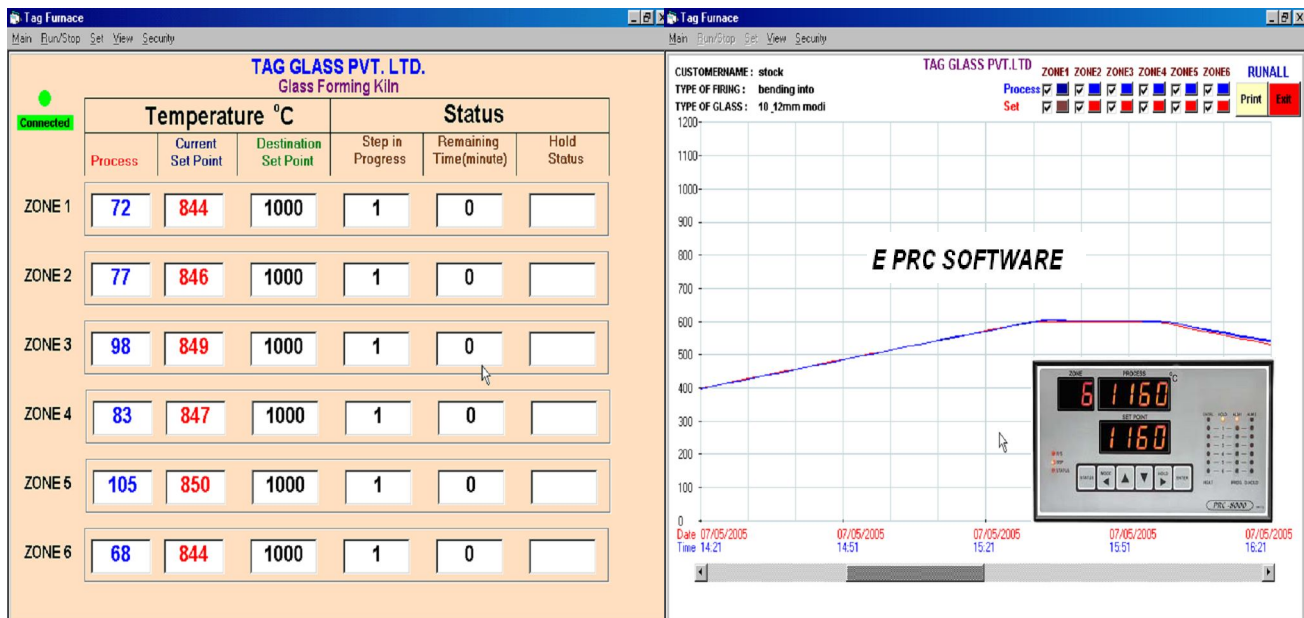 Tag Furnace
Main Run/Stop Set View Security
TAG GLASS PVT. LTD.
Glass Forming Kiln
Connected
Temperature °C Status
Process Current Set Point Destination Set Point Step in Progress Remaining Time(minute) Hold Status
ZONE 1 72 844 1000 1 0
ZONE 2 77 846 1000 1 0
ZONE 3 98 849 1000 1 0
ZONE 4 83 847 1000 1 0
ZONE 5 105 850 1000 1 0
ZONE 6 68 844 1000 1 0
Tag Furnace
Main Run/Stop Set View Security
CUSTOMERNAME : stock
TYPE OF FIRING : bending into
TYPE OF GLASS : 10_12mm modi
TAG GLASS PVT.LTD
ZONE1 ZONE2 ZONE3 ZONE4 ZONE5 ZONE6
Process
Set
RUNALL
Print Exit
1200
1100
1000
900
800
700
600
500
400
300
200
100
0
E PRC SOFTWARE
ZONE PROCESS °C
6 1160
SET POINT
1160
STATUS MODE HOLD ENTER
PRC-8000
Date 07/05/2005 07/05/2005 07/05/2005 07/05/2005 07/05/2005
Time 14:21 14:51 15:21 15:51 16:21